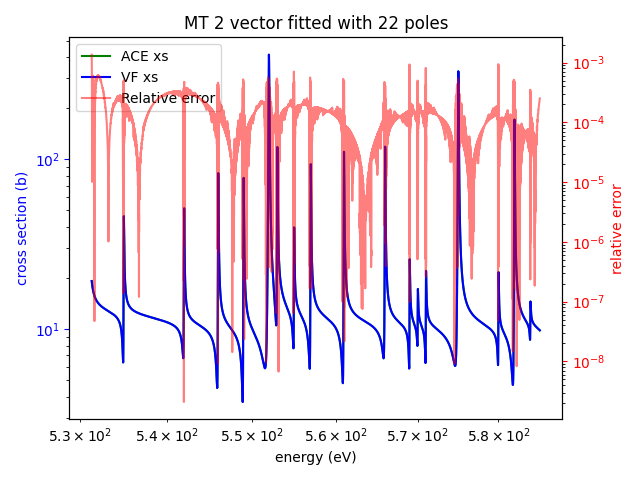 MT 2 vector fitted with 22 poles
ACE xs
VF xs
Relative error
cross section (b)
10²
10¹
relative error
10⁻³
10⁻⁴
10⁻⁵
10⁻⁶
10⁻⁷
10⁻⁸
5.3 × 10² 5.4 × 10² 5.5 × 10² 5.6 × 10² 5.7 × 10² 5.8 × 10²
energy (eV)